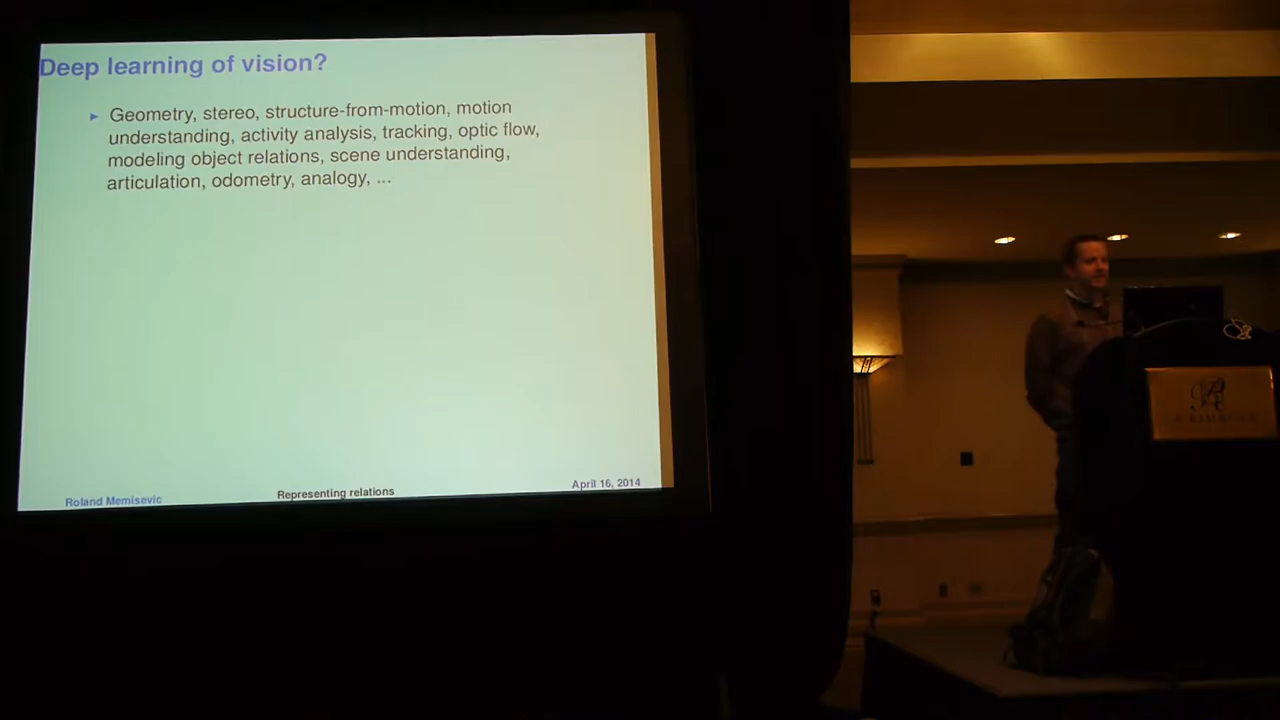 Deep learning of vision?
► Geometry, stereo, structure-from-motion, motion
understanding, activity analysis, tracking, optic flow,
modeling object relations, scene understanding,
articulation, odometry, analogy, ...
Roland Memisevic
Representing relations
April 16, 2014